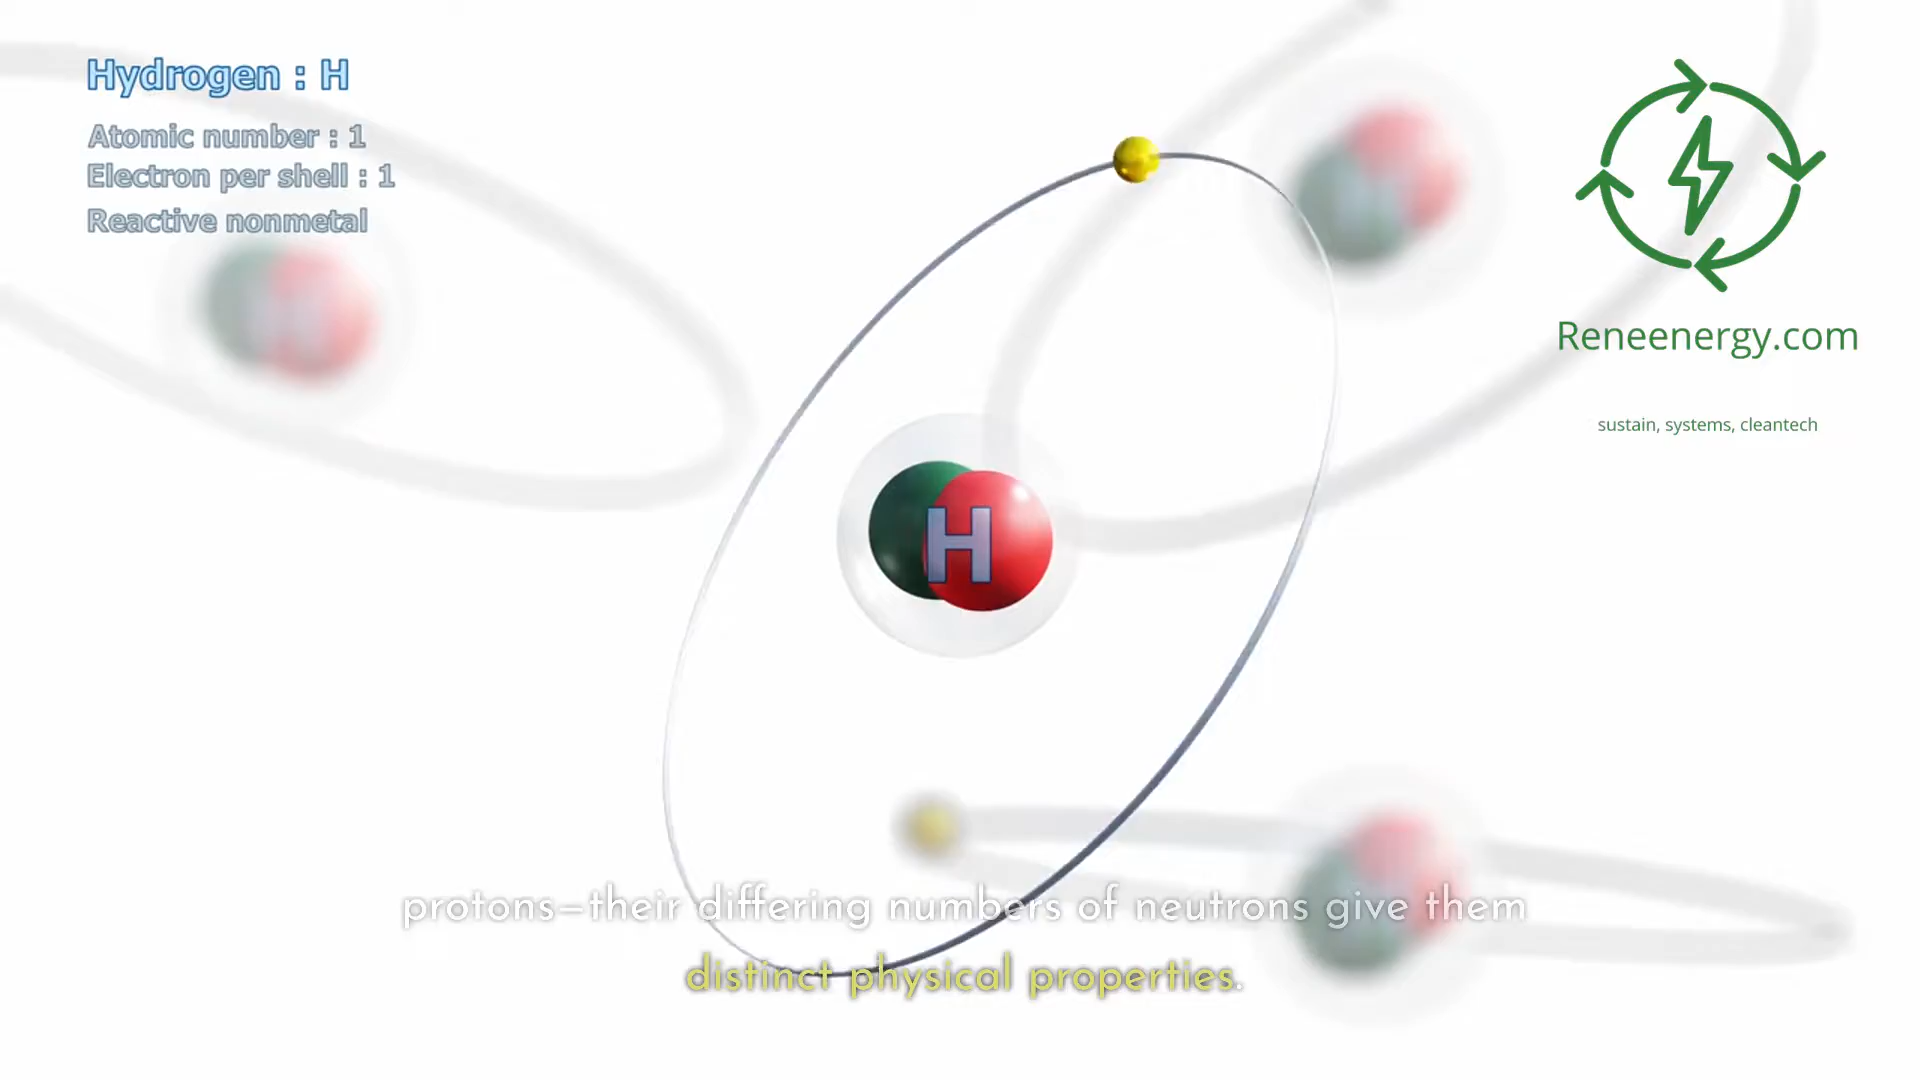 Hydrogen : H
Atomic number : 1
Electron per shell : 1
Reactive nonmetal
Reneenergy.com
sustain, systems, cleantech
H
protons—their differing numbers of neutrons give them
distinct physical properties.